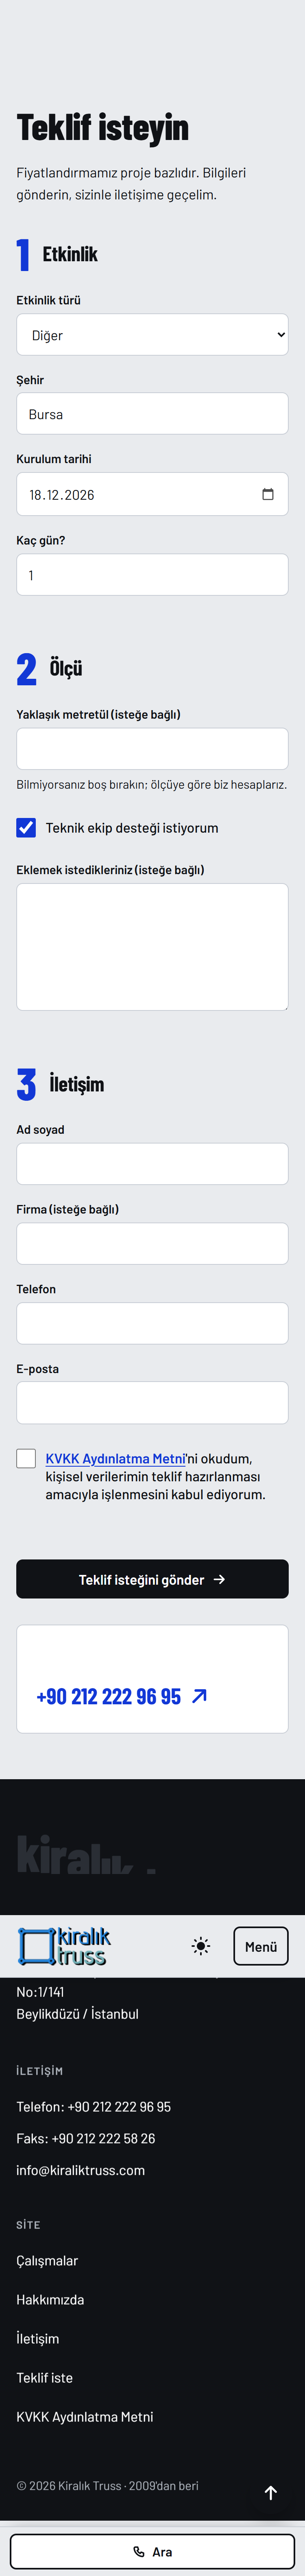 Teklif isteyin
Fiyatlandırmamız proje bazlıdır. Bilgileri
gönderin, sizinle iletişime geçelim.
1 Etkinlik
Etkinlik türü
Diğer
Şehir
Bursa
Kurulum tarihi
18.12.2026
Kaç gün?
1
2 Ölçü
Yaklaşık metretül (isteğe bağlı)
Bilmiyorsanız boş bırakın; ölçüye göre biz hesaplarız.
Teknik ekip desteği istiyorum
Eklemek istedikleriniz (isteğe bağlı)
3 İletişim
Ad soyad
Firma (isteğe bağlı)
Telefon
E-posta
KVKK Aydınlatma Metni'ni okudum,
kişisel verilerimin teklif hazırlanması
amacıyla işlenmesini kabul ediyorum.
Teklif isteğini gönder
+90 212 222 96 95
kiralık
kiralık
truss
Menü
No:1/141
Beylikdüzü / İstanbul
İLETİŞİM
Telefon: +90 212 222 96 95
Faks: +90 212 222 58 26
info@kiraliktruss.com
SİTE
Çalışmalar
Hakkımızda
İletişim
Teklif iste
KVKK Aydınlatma Metni
© 2026 Kiralık Truss · 2009'dan beri
Ara